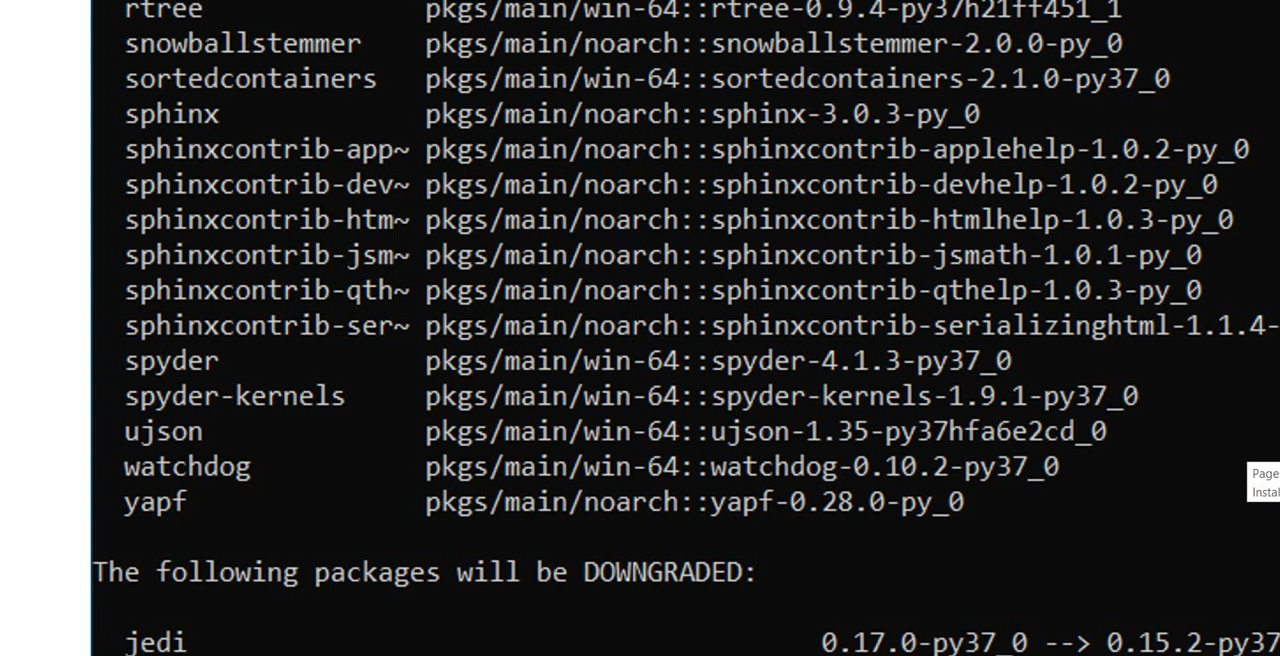 rtree pkgs/main/win-64::rtree-0.9.4-py37h21ff451_1
snowballstemmer pkgs/main/noarch::snowballstemmer-2.0.0-py_0
sortedcontainers pkgs/main/win-64::sortedcontainers-2.1.0-py37_0
sphinx pkgs/main/noarch::sphinx-3.0.3-py_0
sphinxcontrib-app~ pkgs/main/noarch::sphinxcontrib-applehelp-1.0.2-py_0
sphinxcontrib-dev~ pkgs/main/noarch::sphinxcontrib-devhelp-1.0.2-py_0
sphinxcontrib-htm~ pkgs/main/noarch::sphinxcontrib-htmlhelp-1.0.3-py_0
sphinxcontrib-jsm~ pkgs/main/noarch::sphinxcontrib-jsmath-1.0.1-py_0
sphinxcontrib-qth~ pkgs/main/noarch::sphinxcontrib-qthelp-1.0.3-py_0
sphinxcontrib-ser~ pkgs/main/noarch::sphinxcontrib-serializinghtml-1.1.4-
spyder pkgs/main/win-64::spyder-4.1.3-py37_0
spyder-kernels pkgs/main/win-64::spyder-kernels-1.9.1-py37_0
ujson pkgs/main/win-64::ujson-1.35-py37hfa6e2cd_0
watchdog pkgs/main/win-64::watchdog-0.10.2-py37_0
Page
Instal
yapf pkgs/main/noarch::yapf-0.28.0-py_0
The following packages will be DOWNGRADED:
jedi 0.17.0-py37_0 --> 0.15.2-py37